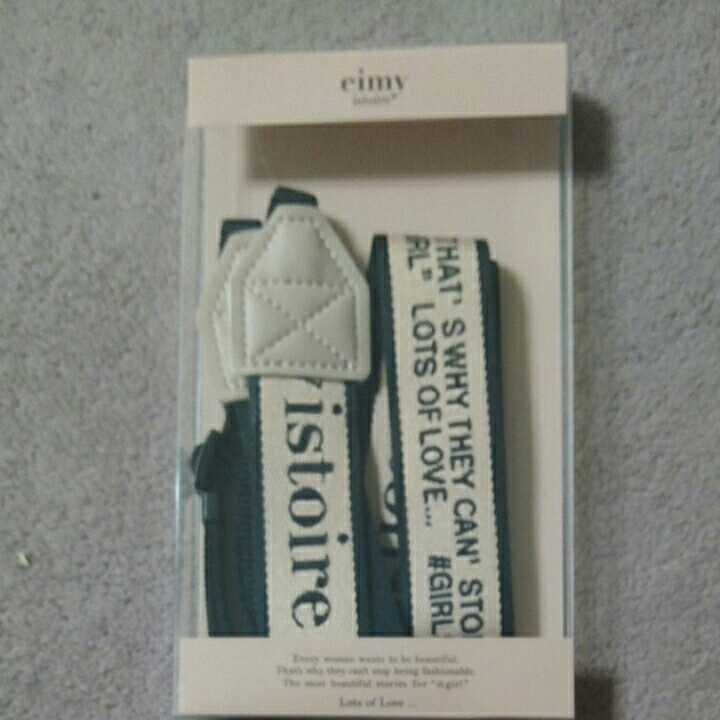 eimy
istoire
istoire
THAT' S WHY THEY CAN' STO
IRL" LOTS OF LOVE... #GIRL
Every woman wants to be beautiful.
That's why they can't stop being fashionable.
The most beautiful stories for "a girl"
Lots of Love ...